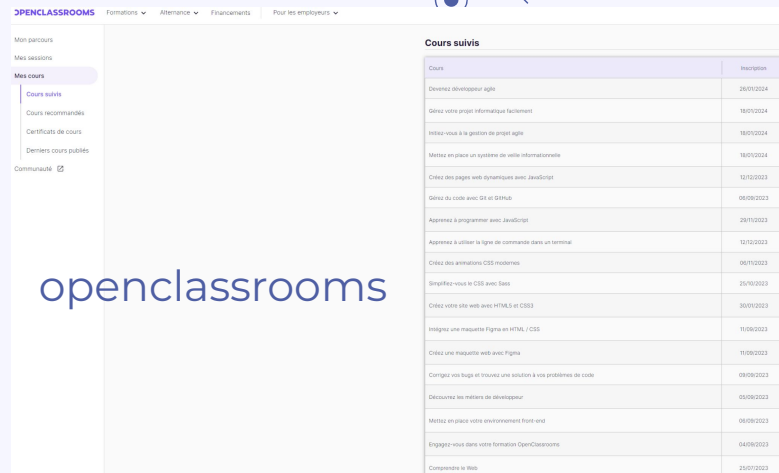 OPENCLASSROOMS Formations Alternance Financements Pour les employeurs
Mon parcours
Mes sessions
Mes cours
Cours suivis
Cours recommandés
Certificats de cours
Derniers cours publiés
Communauté
openclassrooms
Cours suivis
Cours Inscription
Devenez développeur agile 26/01/2024
Gérez votre projet informatique facilement 18/01/2024
Initiez-vous à la gestion de projet agile 18/01/2024
Mettez en place un système de veille informationnelle 18/01/2024
Créez des pages web dynamiques avec JavaScript 12/12/2023
Gérez du code avec Git et GitHub 06/09/2023
Apprenez à programmer avec JavaScript 29/11/2023
Apprenez à utiliser la ligne de commande dans un terminal 12/12/2023
Créez des animations CSS modernes 06/11/2023
Simplifiez-vous le CSS avec Sass 25/10/2023
Créez votre site web avec HTML5 et CSS3 30/01/2023
Intégrez une maquette Figma en HTML / CSS 11/09/2023
Créez une maquette web avec Figma 11/09/2023
Corrigez vos bugs et trouvez une solution à vos problèmes de code 09/09/2023
Découvrez les métiers de développeur 05/09/2023
Mettez en place votre environnement front-end 06/09/2023
Engagez-vous dans votre formation OpenClassrooms 04/09/2023
Comprendre le Web 25/07/2023